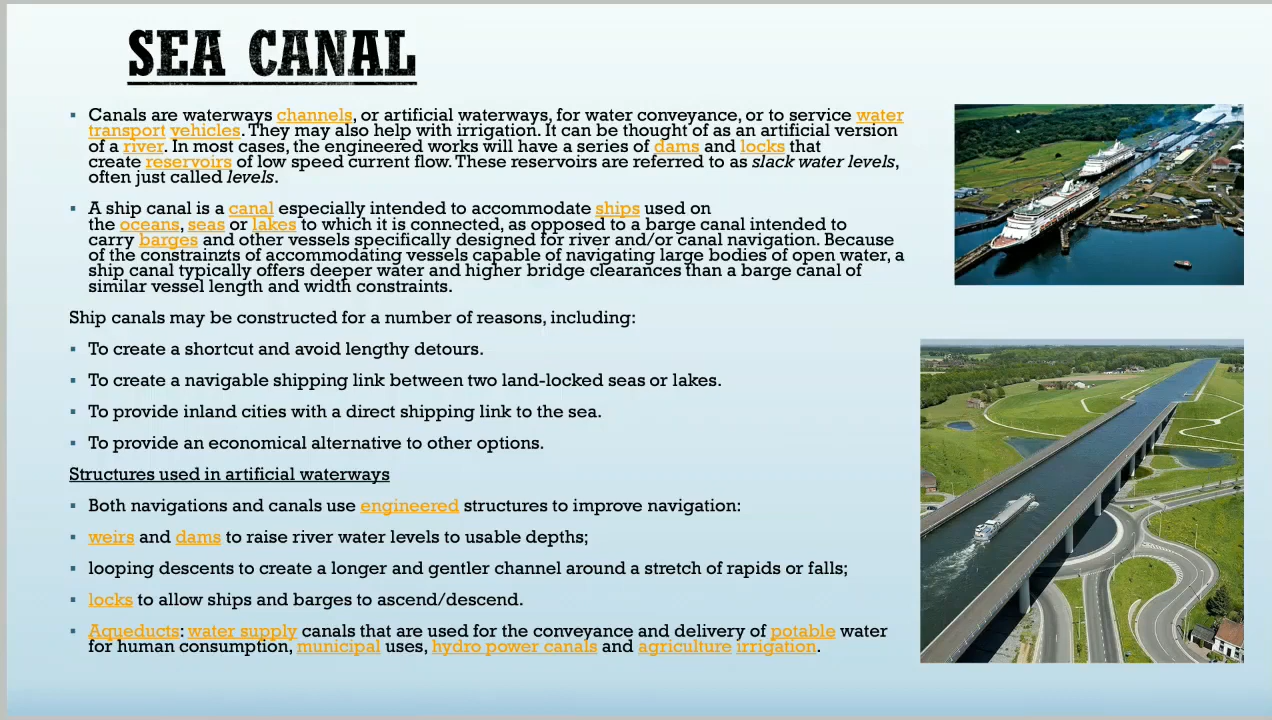 SEA CANAL
▪ Canals are waterways channels, or artificial waterways, for water conveyance, or to service water
transport vehicles. They may also help with irrigation. It can be thought of as an artificial version
of a river. In most cases, the engineered works will have a series of dams and locks that
create reservoirs of low speed current flow. These reservoirs are referred to as slack water levels,
often just called levels.
▪ A ship canal is a canal especially intended to accommodate ships used on
the oceans, seas or lakes to which it is connected, as opposed to a barge canal intended to
carry barges and other vessels specifically designed for river and/or canal navigation. Because
of the constrainzts of accommodating vessels capable of navigating large bodies of open water, a
ship canal typically offers deeper water and higher bridge clearances than a barge canal of
similar vessel length and width constraints.
Ship canals may be constructed for a number of reasons, including:
▪ To create a shortcut and avoid lengthy detours.
▪ To create a navigable shipping link between two land-locked seas or lakes.
▪ To provide inland cities with a direct shipping link to the sea.
▪ To provide an economical alternative to other options.
Structures used in artificial waterways
▪ Both navigations and canals use engineered structures to improve navigation:
▪ weirs and dams to raise river water levels to usable depths;
▪ looping descents to create a longer and gentler channel around a stretch of rapids or falls;
▪ locks to allow ships and barges to ascend/descend.
▪ Aqueducts: water supply canals that are used for the conveyance and delivery of potable water
for human consumption, municipal uses, hydro power canals and agriculture irrigation.